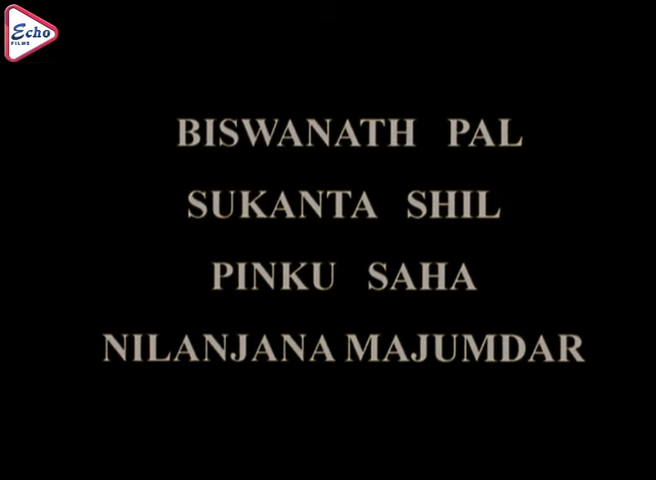 Echo
FILMS
BISWANATH PAL
SUKANTA SHIL
PINKU SAHA
NILANJANA MAJUMDAR